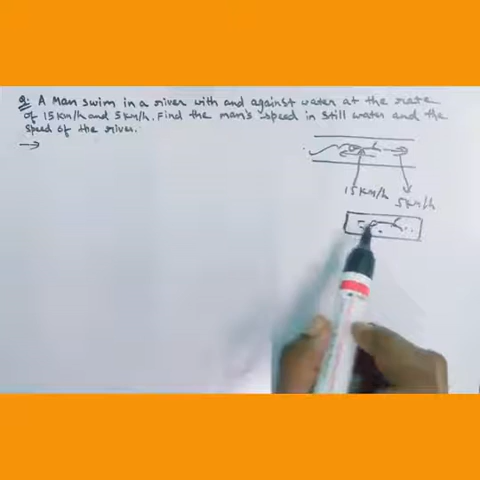 Q. A Man swim in a river with and against water at the rate
of 15 Km/h and 5 Km/h. Find the man's speed in still water and the
speed of the river.
15 Km/h
5 Km/h